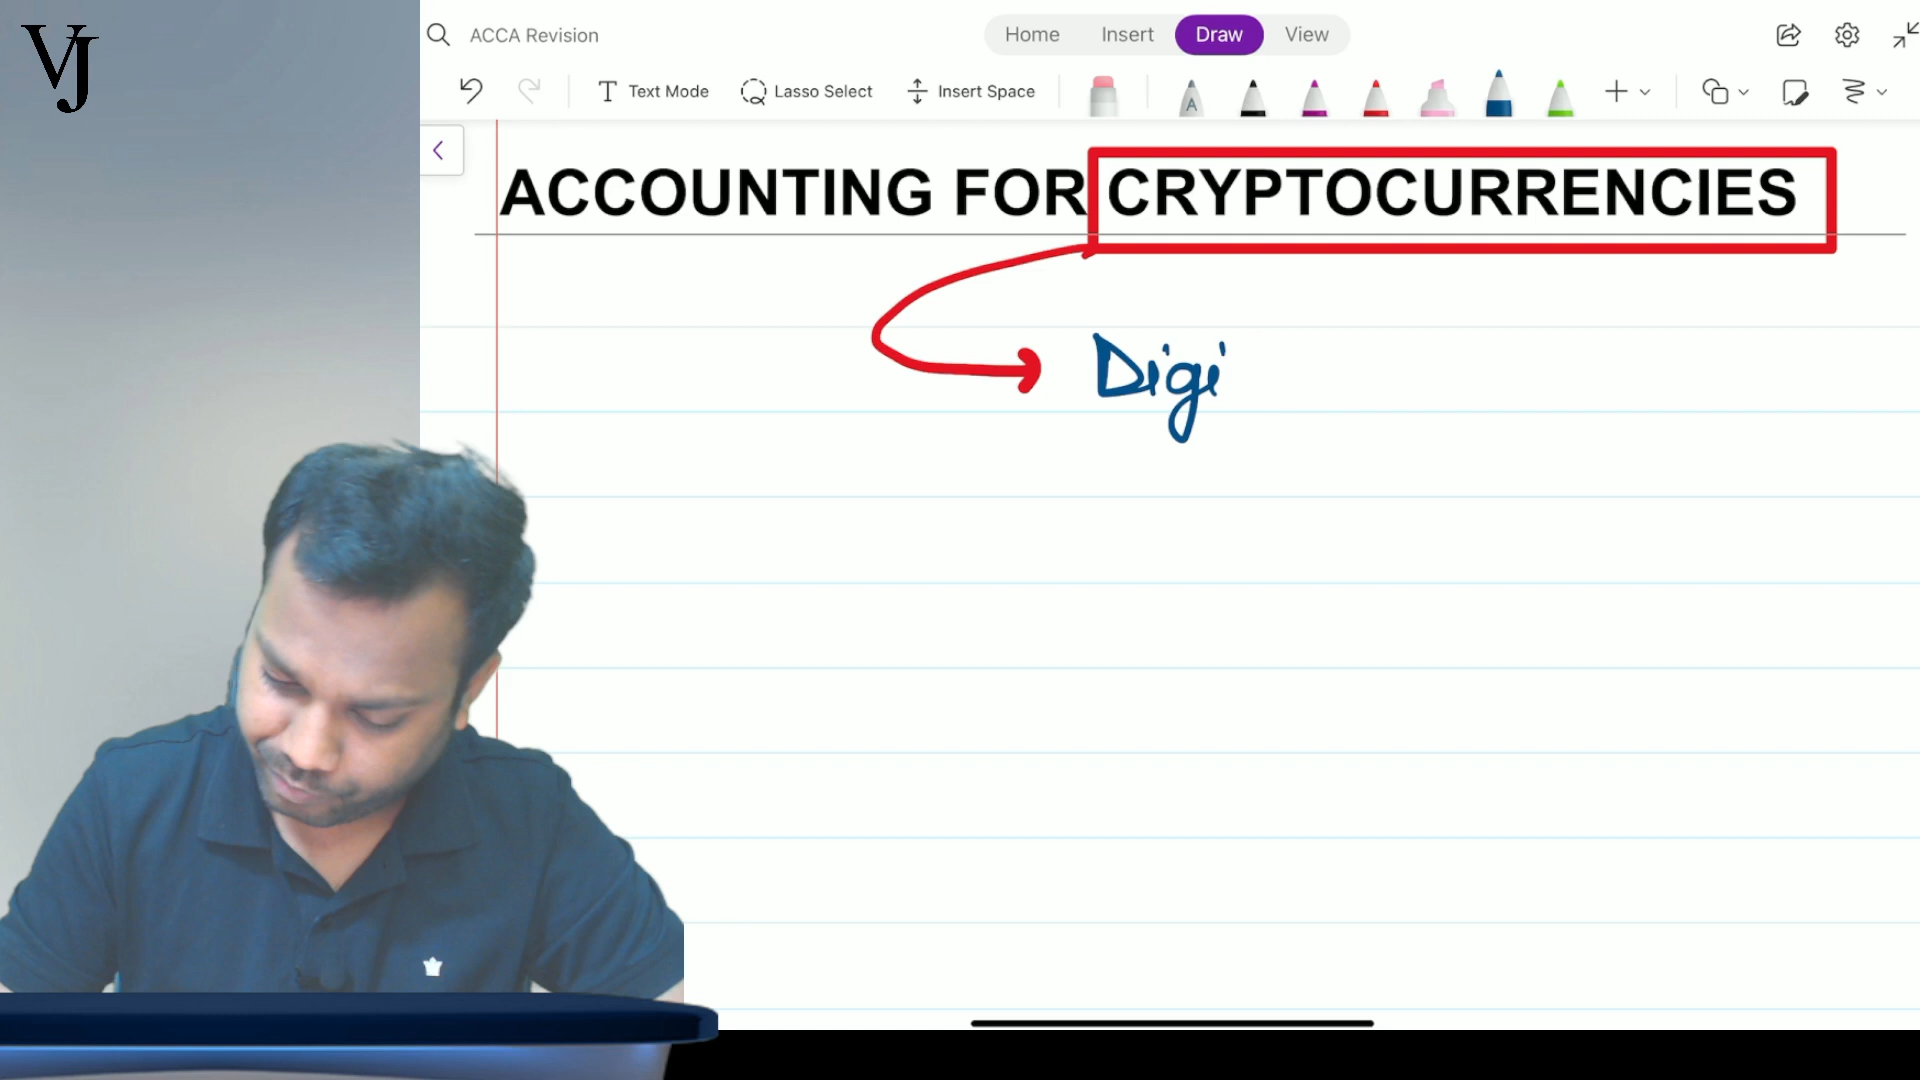 VJ
ACCA Revision
Home Insert Draw View
Text Mode Lasso Select Insert Space A
ACCOUNTING FOR CRYPTOCURRENCIES
Digi